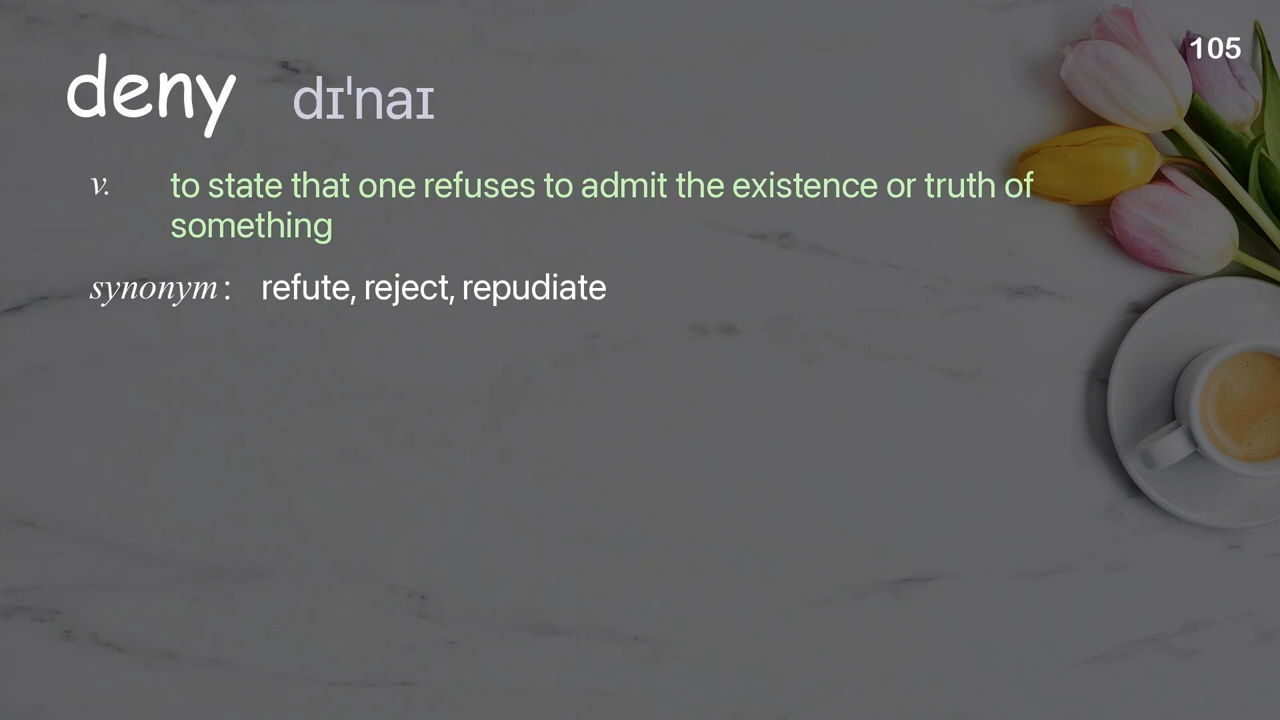 105
deny dɪˈnaɪ
v. to state that one refuses to admit the existence or truth of
something
synonym: refute, reject, repudiate